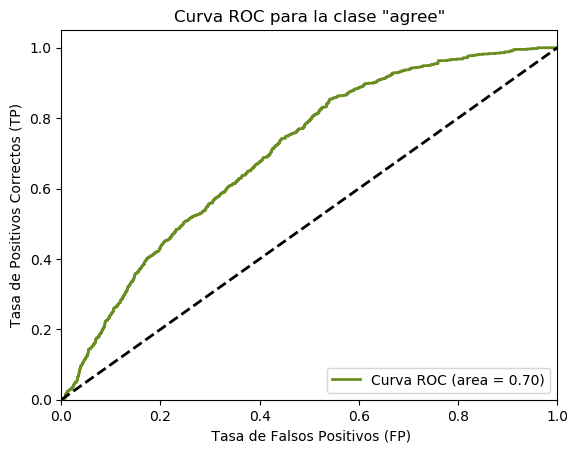 Curva ROC para la clase "agree"
Tasa de Positivos Correctos (TP)
1.0
0.8
0.6
0.4
0.2
0.0
0.0 0.2 0.4 0.6 0.8 1.0
Tasa de Falsos Positivos (FP)
Curva ROC (area = 0.70)